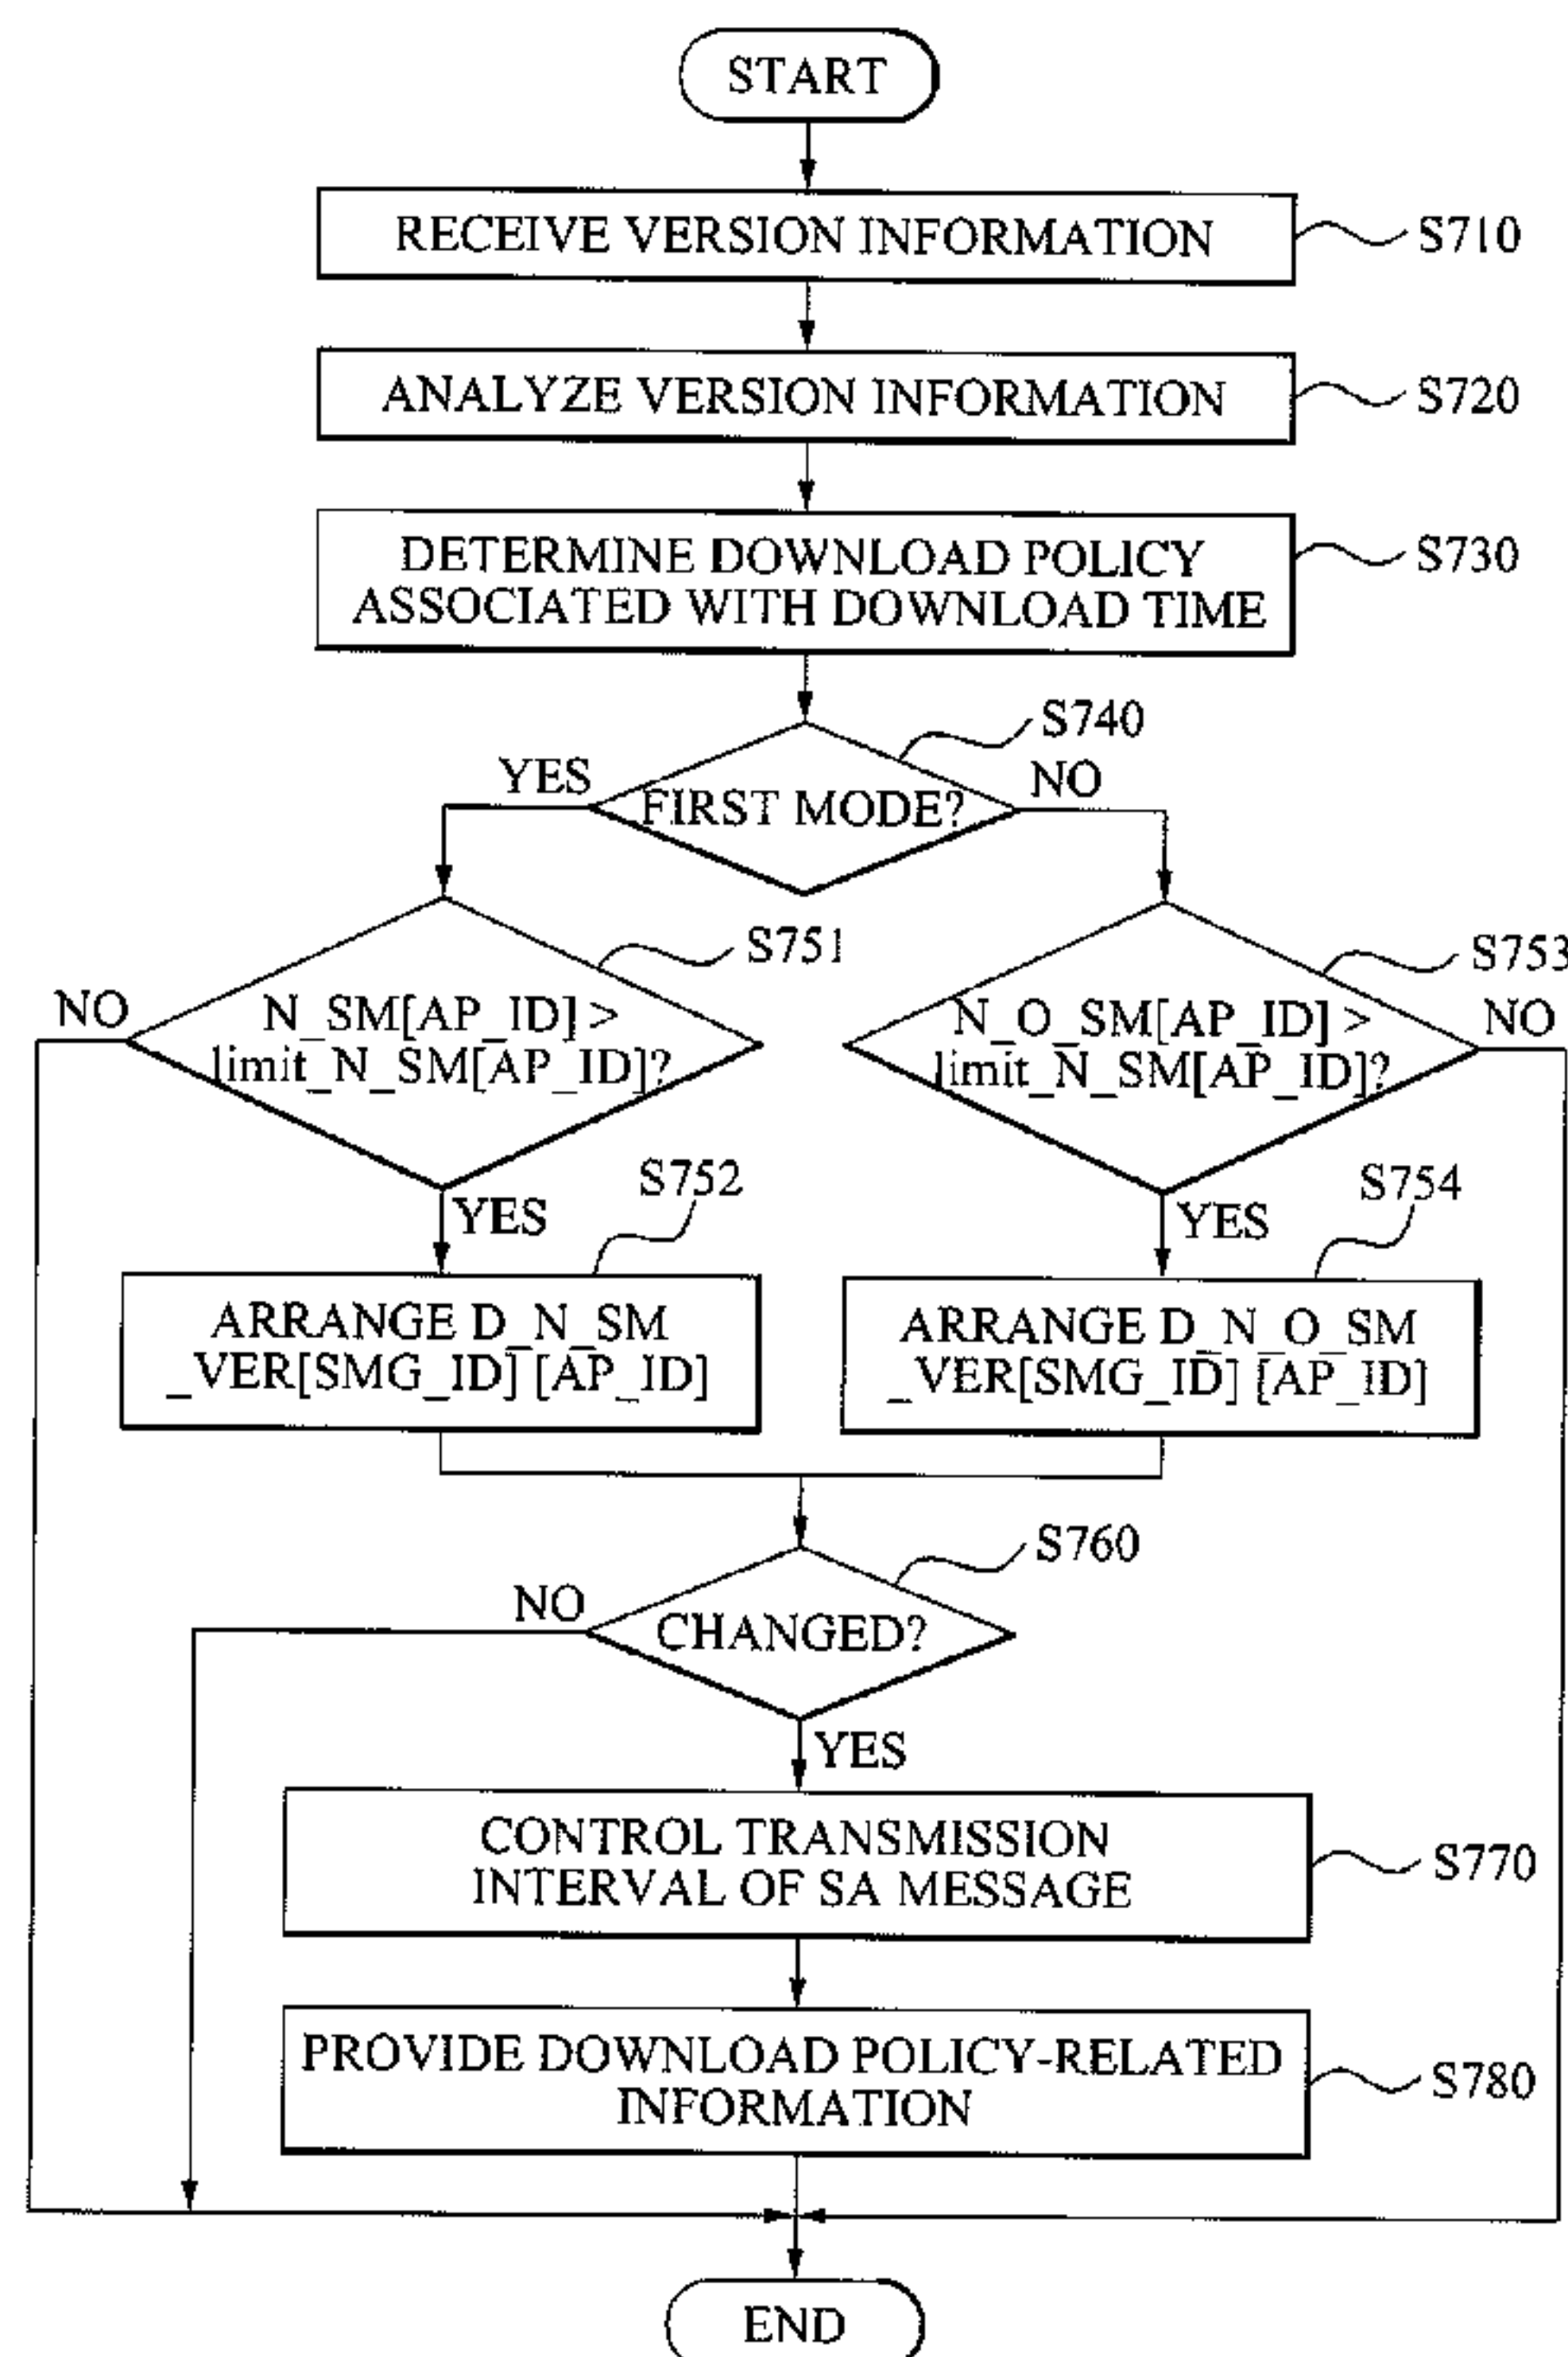 START
RECEIVE VERSION INFORMATION
S710
ANALYZE VERSION INFORMATION
S720
DETERMINE DOWNLOAD POLICY
ASSOCIATED WITH DOWNLOAD TIME
S730
S740
YES
FIRST MODE?
NO
S751
NO
N_SM[AP_ID] >
limit_N_SM[AP_ID]?
YES
S753
N_O_SM[AP_ID] >
limit_N_SM[AP_ID]?
NO
YES
S752
ARRANGE D_N_SM
_VER[SMG_ID] [AP_ID]
S754
ARRANGE D_N_O_SM
_VER[SMG_ID] [AP_ID]
S760
NO
CHANGED?
YES
CONTROL TRANSMISSION
INTERVAL OF SA MESSAGE
S770
PROVIDE DOWNLOAD POLICY-RELATED
INFORMATION
S780
END